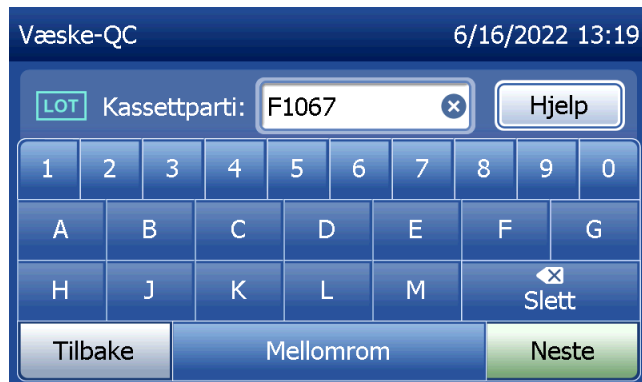 Væske-QC 6/16/2022 13:19
LOT Kassettparti: F1067 Hjelp
1 2 3 4 5 6 7 8 9 0
A B C D E F G
H J K L M Slett
Tilbake Mellomrom Neste